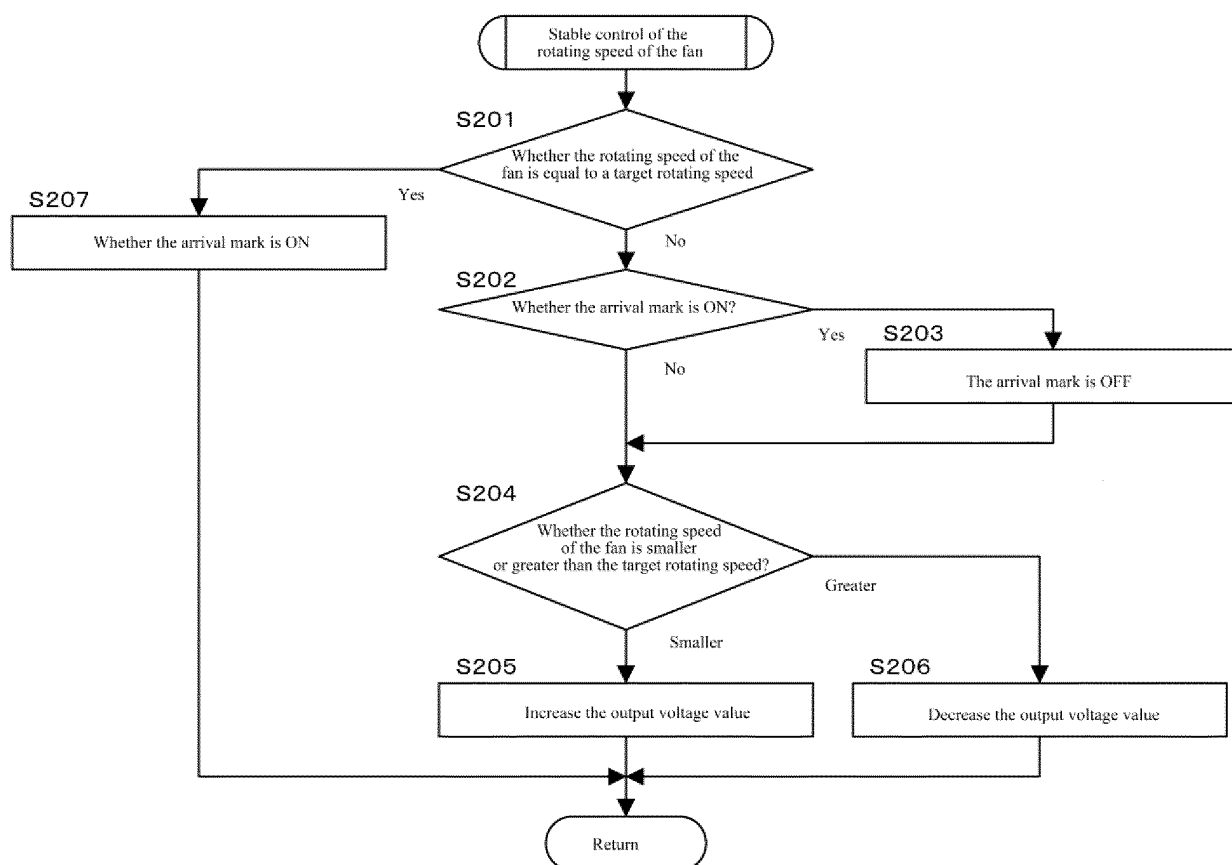 Stable control of the
rotating speed of the fan
S201
Whether the rotating speed of the
fan is equal to a target rotating speed
Yes
S207
Whether the arrival mark is ON
No
S202
Whether the arrival mark is ON?
Yes
S203
No
The arrival mark is OFF
S204
Whether the rotating speed
of the fan is smaller
or greater than the target rotating speed?
Greater
Smaller
S205
S206
Increase the output voltage value
Decrease the output voltage value
Return